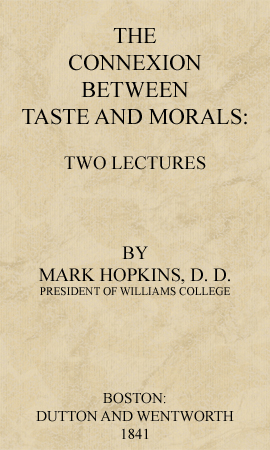 THE
CONNEXION
BETWEEN
TASTE AND MORALS:
TWO LECTURES
BY
MARK HOPKINS, D. D.
PRESIDENT OF WILLIAMS COLLEGE
BOSTON:
DUTTON AND WENTWORTH
1841